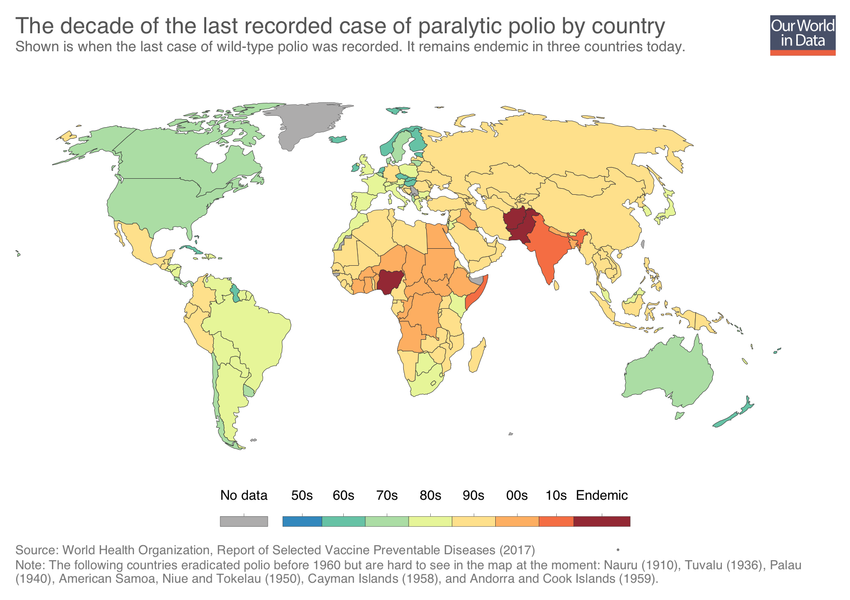 The decade of the last recorded case of paralytic polio by country
Shown is when the last case of wild-type polio was recorded. It remains endemic in three countries today.
Our World
in Data
No data 50s 60s 70s 80s 90s 00s 10s Endemic
Source: World Health Organization, Report of Selected Vaccine Preventable Diseases (2017)
Note: The following countries eradicated polio before 1960 but are hard to see in the map at the moment: Nauru (1910), Tuvalu (1936), Palau
(1940), American Samoa, Niue and Tokelau (1950), Cayman Islands (1958), and Andorra and Cook Islands (1959).